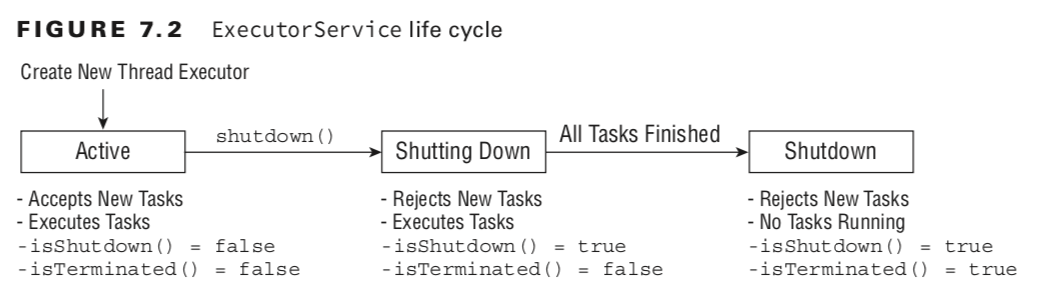 FIGURE 7.2 ExecutorService life cycle
Create New Thread Executor
Active
shutdown()
Shutting Down
All Tasks Finished
Shutdown
- Accepts New Tasks
- Executes Tasks
-isShutdown() = false
-isTerminated() = false
- Rejects New Tasks
- Executes Tasks
-isShutdown() = true
-isTerminated() = false
- Rejects New Tasks
- No Tasks Running
-isShutdown() = true
-isTerminated() = true